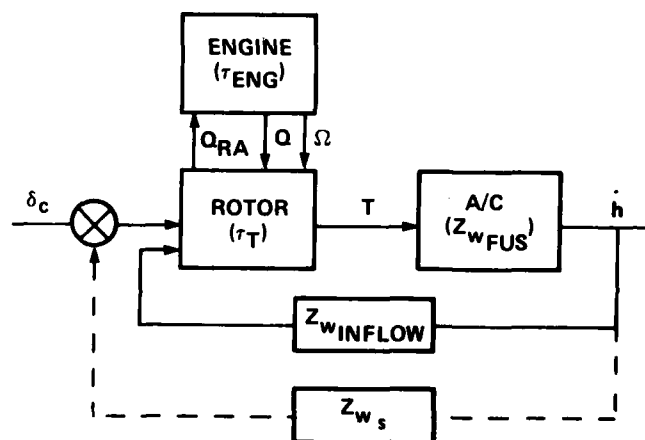 ENGINE
(τENG)
QRA Q Ω
δc
ROTOR
(τT)
T
A/C
(ZwFUS)
ḣ
ZwINFLOW
Zws